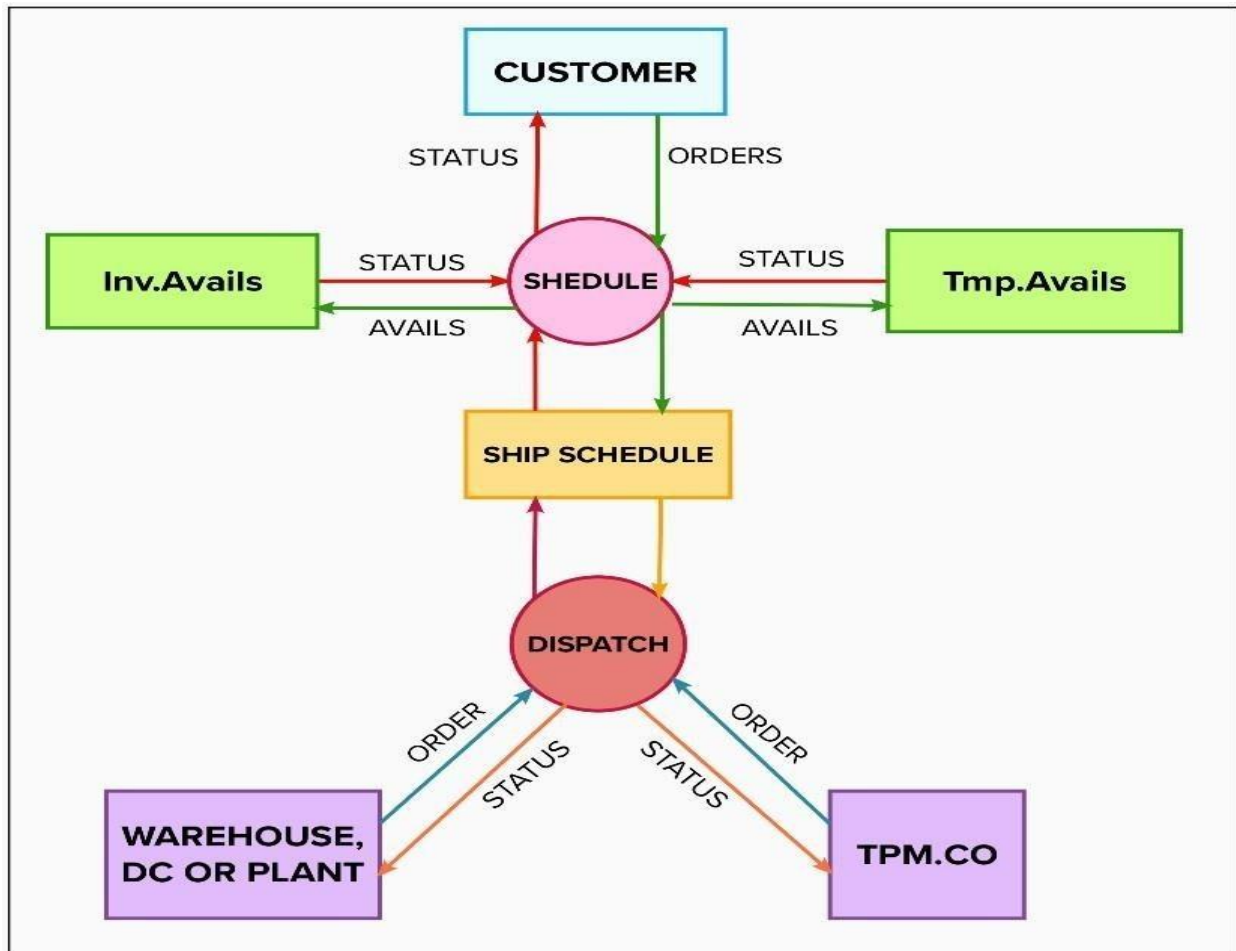 CUSTOMER
STATUS
ORDERS
Inv.Avails
STATUS
SHEDULE
STATUS
Tmp.Avails
AVAILS
AVAILS
SHIP SCHEDULE
DISPATCH
ORDER
STATUS
STATUS
ORDER
WAREHOUSE,
DC OR PLANT
TPM.CO